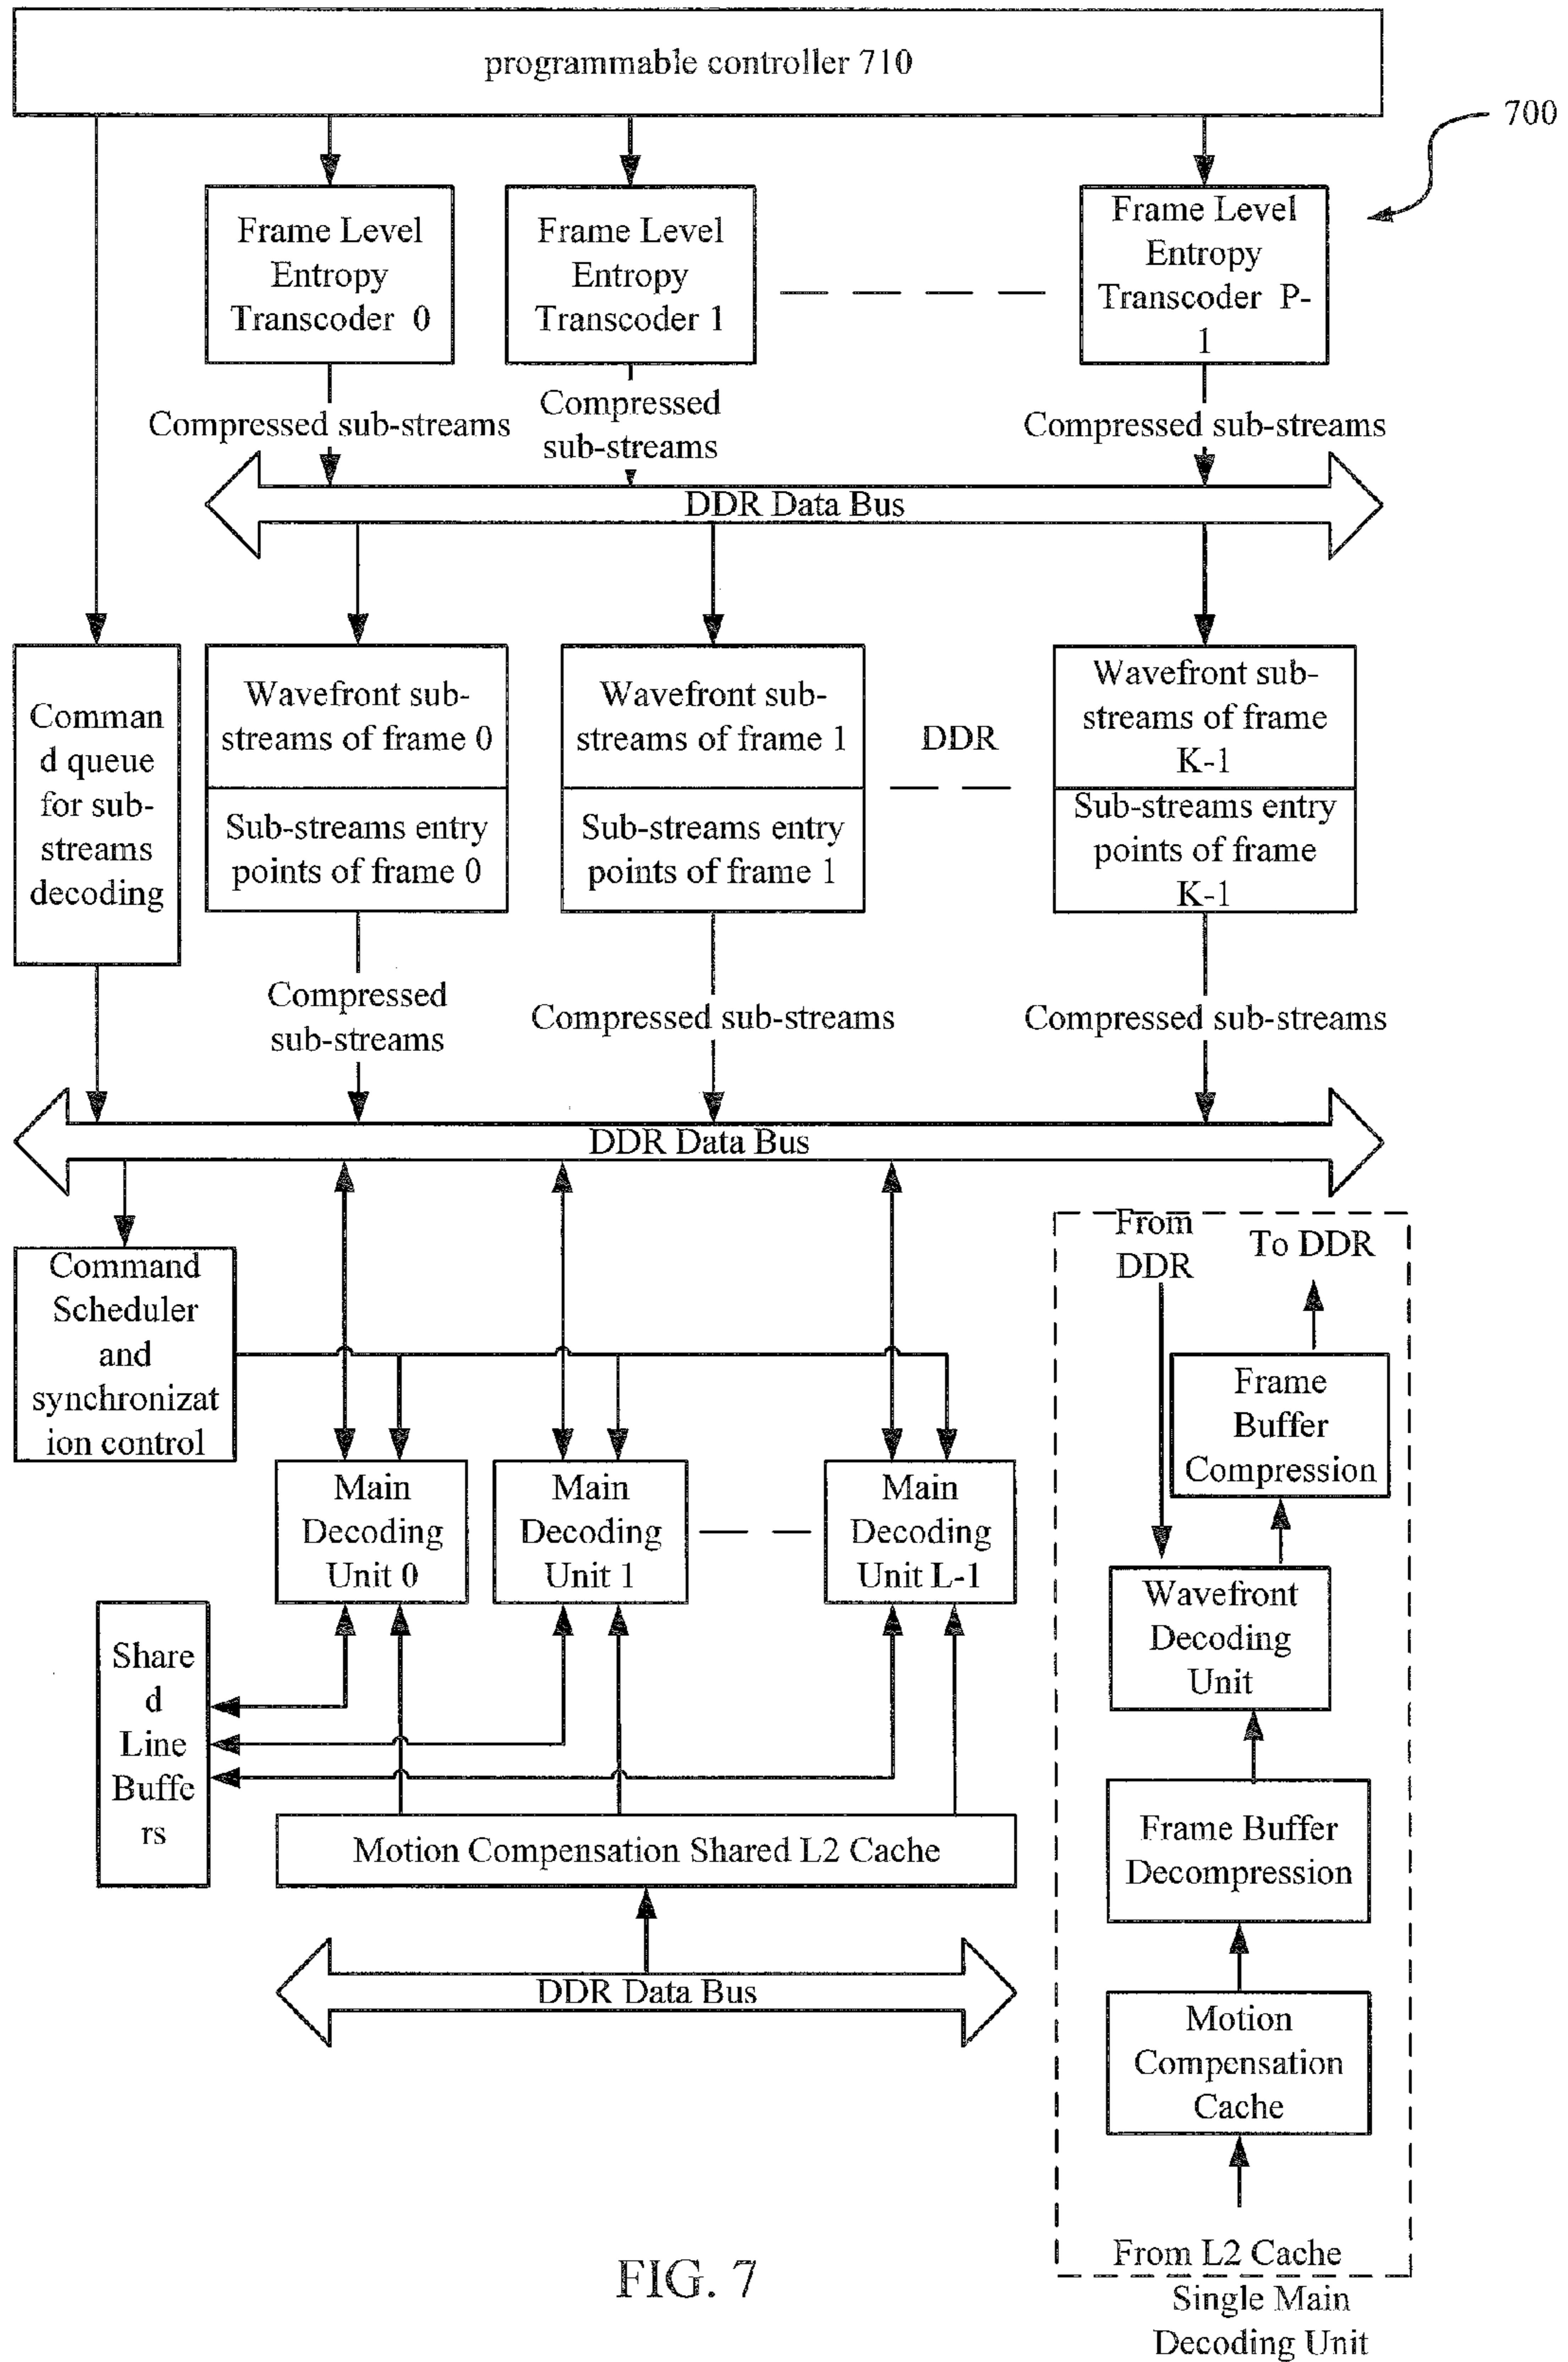 programmable controller 710
700
Frame Level
Entropy
Transcoder 0
Frame Level
Entropy
Transcoder 1
Frame Level
Entropy
Transcoder P-
1
Compressed sub-streams
Compressed
sub-streams
Compressed sub-streams
DDR Data Bus
Comman
d queue
for sub-
streams
decoding
Wavefront sub-
streams of frame 0
Sub-streams entry
points of frame 0
Wavefront sub-
streams of frame 1
Sub-streams entry
points of frame 1
DDR
Wavefront sub-
streams of frame
K-1
Sub-streams entry
points of frame
K-1
Compressed
sub-streams
Compressed sub-streams
Compressed sub-streams
DDR Data Bus
Command
Scheduler
and
synchronizat
ion control
Main
Decoding
Unit 0
Main
Decoding
Unit 1
Main
Decoding
Unit L-1
Share
d
Line
Buffe
rs
Motion Compensation Shared L2 Cache
DDR Data Bus
From
DDR
To DDR
Frame
Buffer
Compression
Wavefront
Decoding
Unit
Frame Buffer
Decompression
Motion
Compensation
Cache
From L2 Cache
Single Main
Decoding Unit
FIG. 7